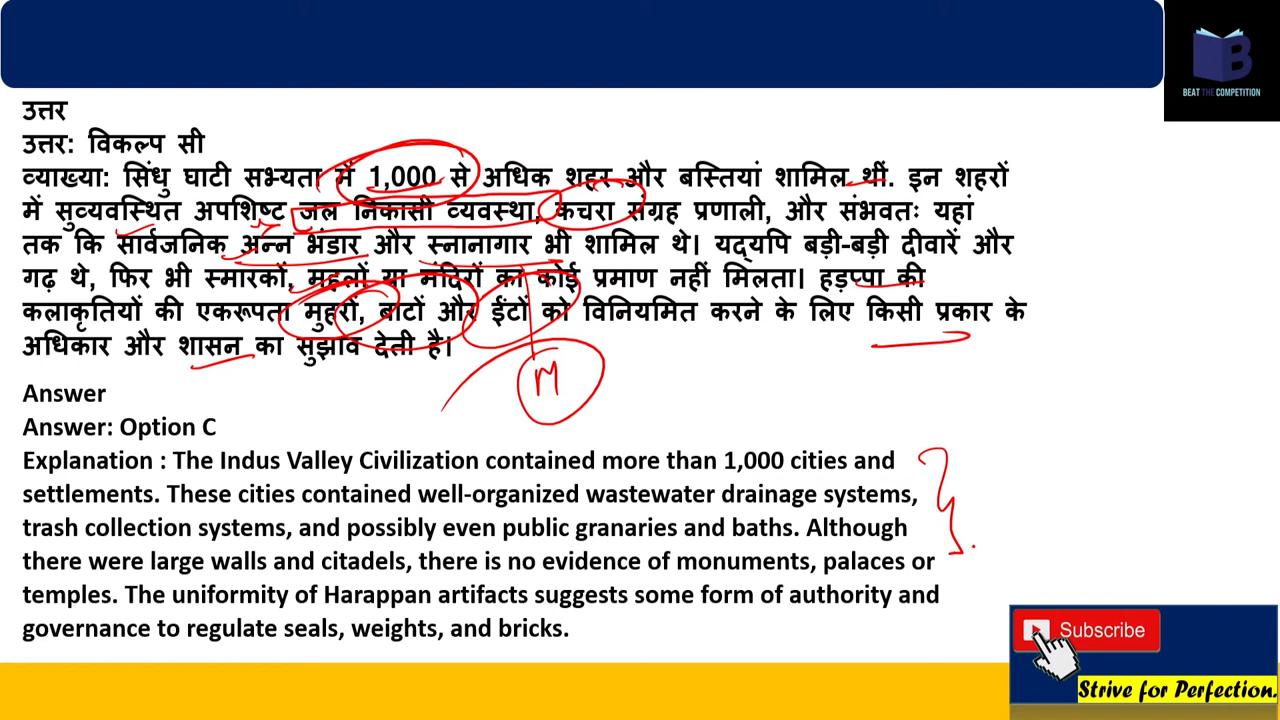 BEAT THE COMPETITION
उत्तर
उत्तर: विकल्प सी
व्याख्या: सिंधु घाटी सभ्यता में 1,000 से अधिक शहर और बस्तियां शामिल थीं. इन शहरों
में सुव्यवस्थित अपशिष्ट जल निकासी व्यवस्था, कचरा संग्रह प्रणाली, और संभवतः यहां
तक कि सार्वजनिक अन्न भंडार और स्नानागार भी शामिल थे। यद्यपि बड़ी-बड़ी दीवारें और
गढ़ थे, फिर भी स्मारकों, महलों या मंदिरों का कोई प्रमाण नहीं मिलता। हड़प्पा की
कलाकृतियों की एकरूपता मुहरों, बाटों और ईंटों को विनियमित करने के लिए किसी प्रकार के
अधिकार और शासन का सुझाव देती है।
M
Answer
Answer: Option C
Explanation : The Indus Valley Civilization contained more than 1,000 cities and
settlements. These cities contained well-organized wastewater drainage systems,
trash collection systems, and possibly even public granaries and baths. Although
there were large walls and citadels, there is no evidence of monuments, palaces or
temples. The uniformity of Harappan artifacts suggests some form of authority and
governance to regulate seals, weights, and bricks.
Subscribe
Strive for Perfection.